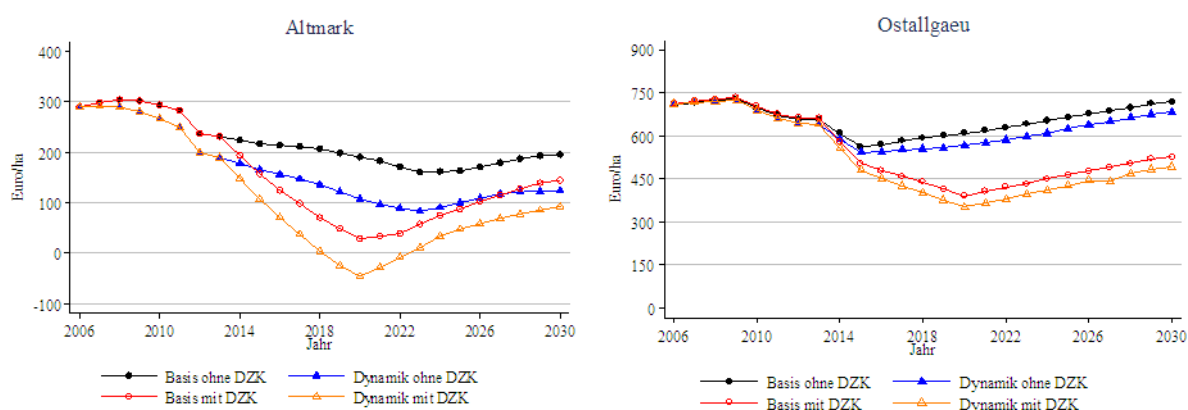 Altmark
Euro/ha
400
300
200
100
0
-100
2006 2010 2014 2018 2022 2026 2030
Jahr
Basis ohne DZK Dynamik ohne DZK
Basis mit DZK Dynamik mit DZK
Ostallgaeu
Euro/ha
900
750
600
450
300
150
0
2006 2010 2014 2018 2022 2026 2030
Jahr
Basis ohne DZK Dynamik ohne DZK
Basis mit DZK Dynamik mit DZK